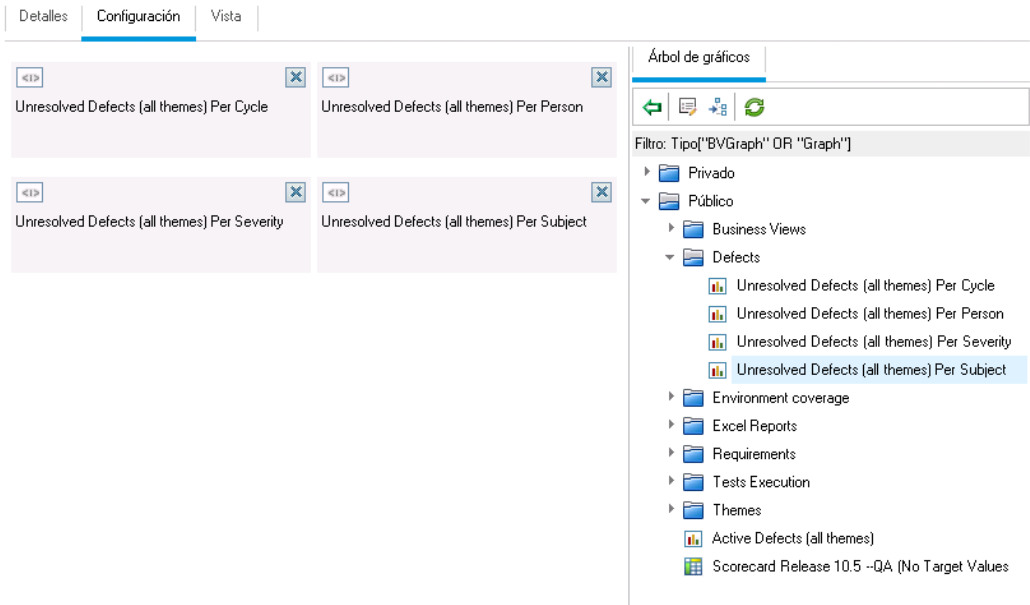 Detalles Configuración Vista
Unresolved Defects (all themes) Per Cycle
Unresolved Defects (all themes) Per Person
Unresolved Defects (all themes) Per Severity
Unresolved Defects (all themes) Per Subject
Árbol de gráficos
Filtro: Tipo["BVGraph" OR "Graph"]
Privado
Público
Business Views
Defects
Unresolved Defects (all themes) Per Cycle
Unresolved Defects (all themes) Per Person
Unresolved Defects (all themes) Per Severity
Unresolved Defects (all themes) Per Subject
Environment coverage
Excel Reports
Requirements
Tests Execution
Themes
Active Defects (all themes)
Scorecard Release 10.5 --QA (No Target Values